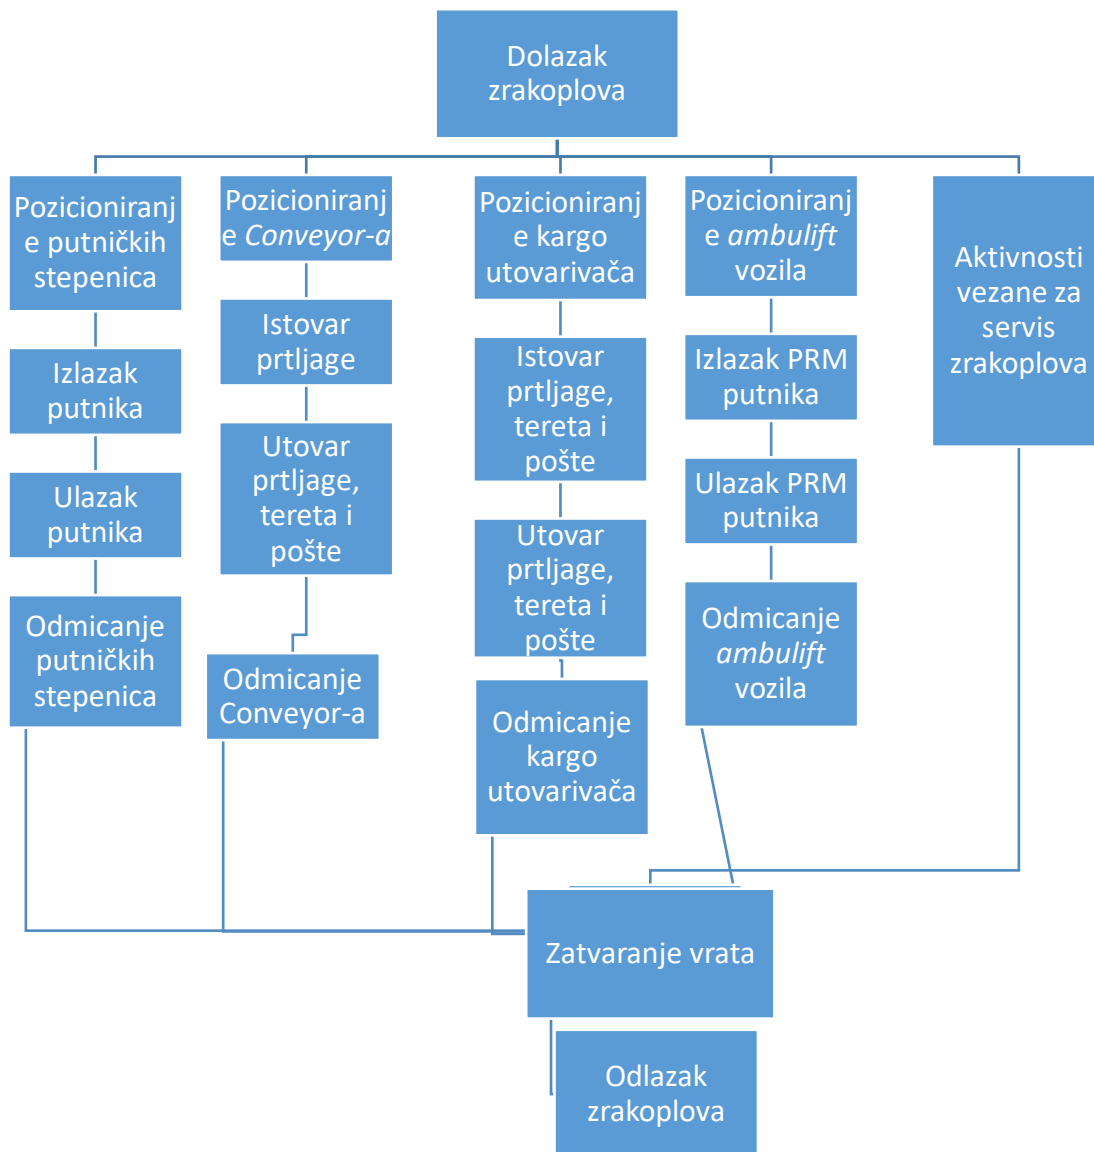 Dolazak
zrakoplova
Pozicioniranj
e putničkih
stepenica
Izlazak
putnika
Ulazak
putnika
Odmicanje
putničkih
stepenica
Pozicioniranj
e Conveyor-a
Istovar
prtljage
Utovar
prtljage,
tereta i
pošte
Odmicanje
Conveyor-a
Pozicioniranj
e kargo
utovarivača
Istovar
prtljage,
tereta i
pošte
Utovar
prtljage,
tereta i
pošte
Odmicanje
kargo
utovarivača
Pozicioniranj
e ambulift
vozila
Izlazak PRM
putnika
Ulazak PRM
putnika
Odmicanje
ambulift
vozila
Aktivnosti
vezane za
servis
zrakoplova
Zatvaranje vrata
Odlazak
zrakoplova